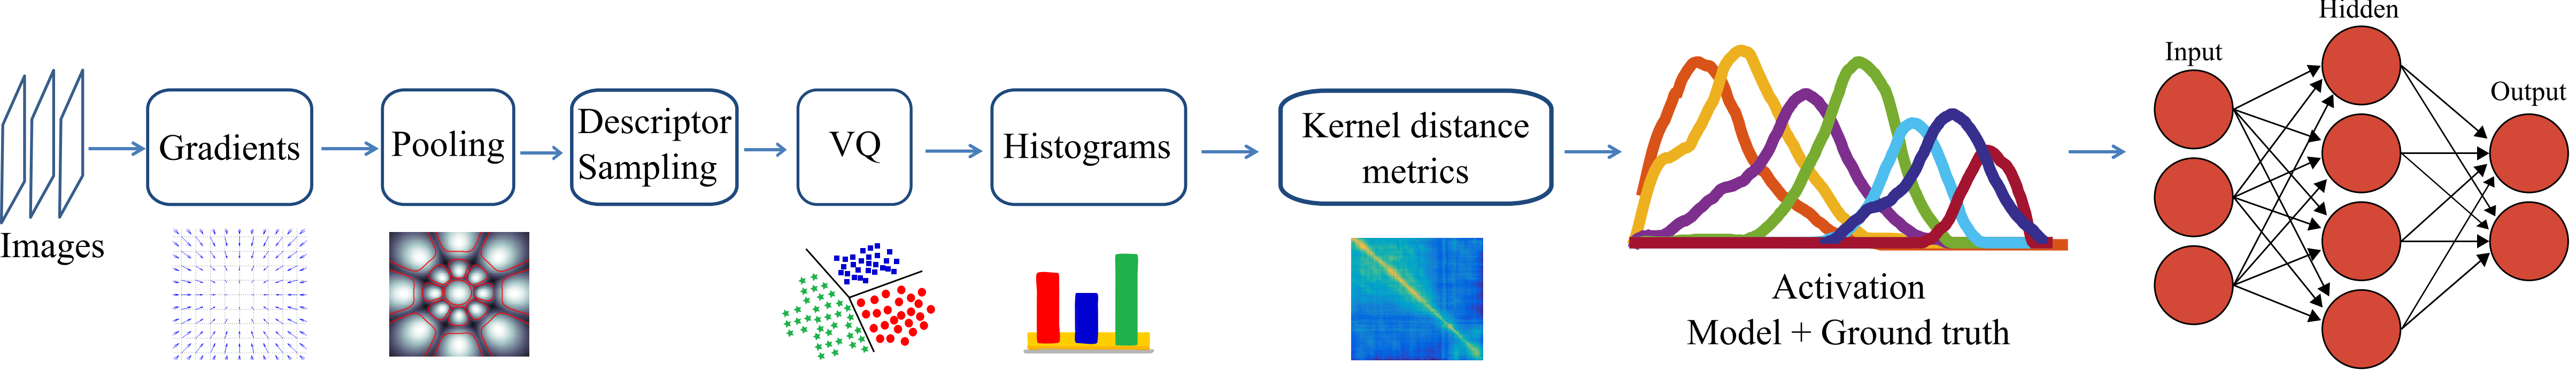 Images
Gradients
Pooling
Descriptor
Sampling
VQ
Histograms
Kernel distance
metrics
Activation
Model + Ground truth
Input
Hidden
Output